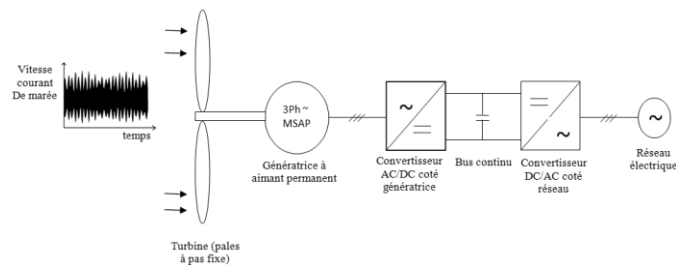 Vitesse
courant
De marée
temps
3Ph ~
MSAP
Génératrice à
aimant permanent
Convertisseur
AC/DC coté
génératrice
Bus continu
Convertisseur
DC/AC coté
réseau
Réseau
électrique
Turbine (pales
à pas fixe)